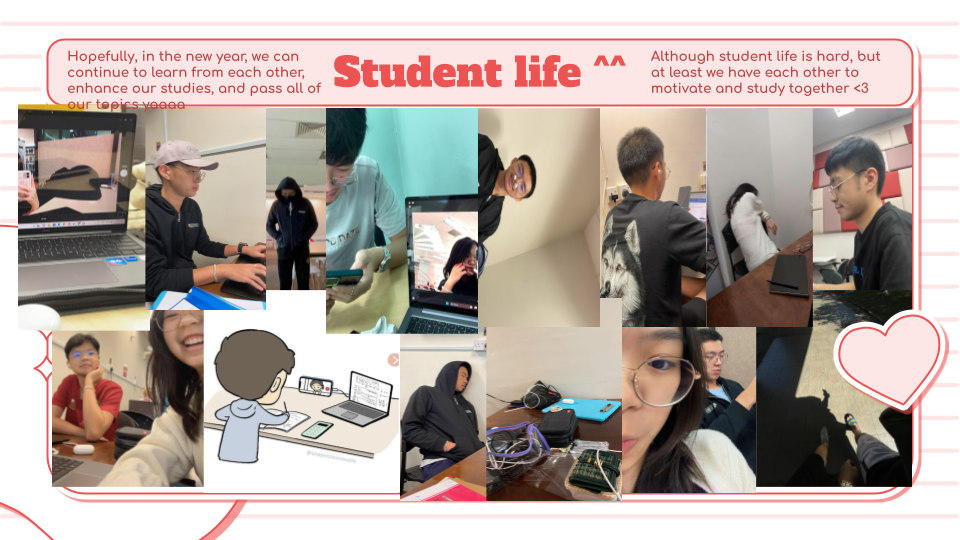 Hopefully, in the new year, we can
continue to learn from each other,
enhance our studies, and pass all of
our topics yaaaa
Student life ^^
Although student life is hard, but
at least we have each other to
motivate and study together <3